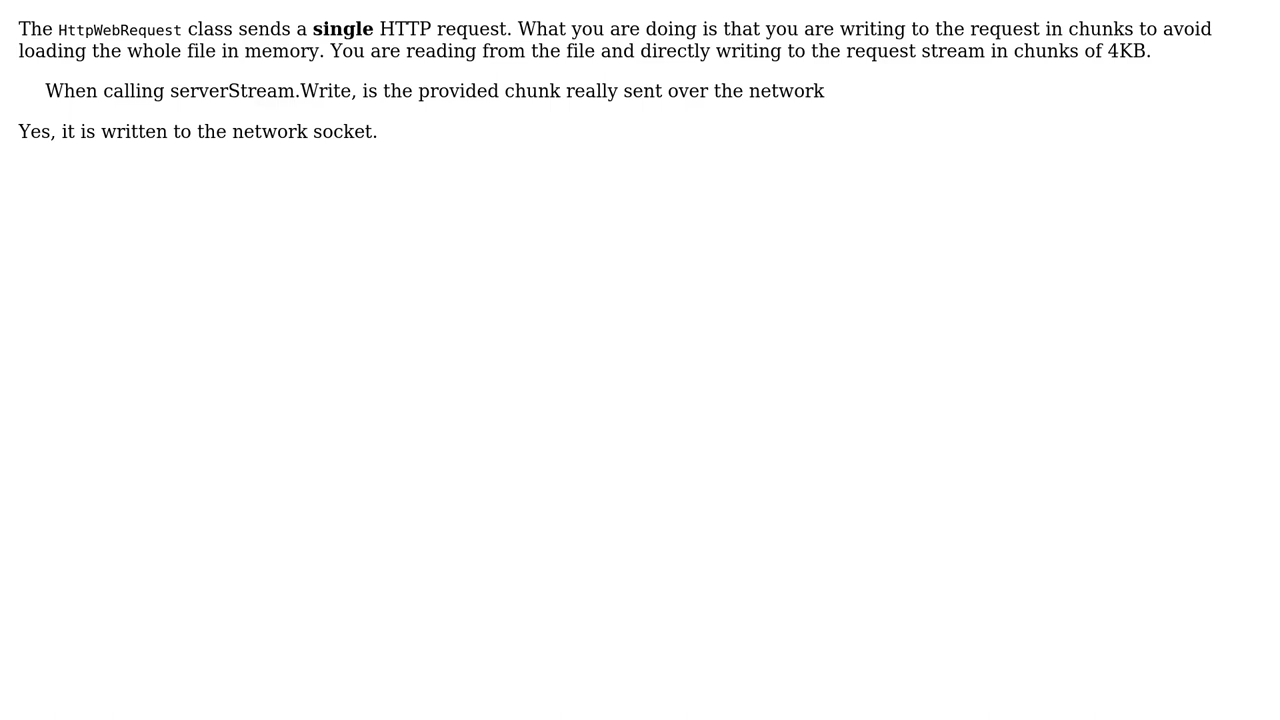 The HttpWebRequest class sends a single HTTP request. What you are doing is that you are writing to the request in chunks to avoid
loading the whole file in memory. You are reading from the file and directly writing to the request stream in chunks of 4KB.
When calling serverStream.Write, is the provided chunk really sent over the network
Yes, it is written to the network socket.